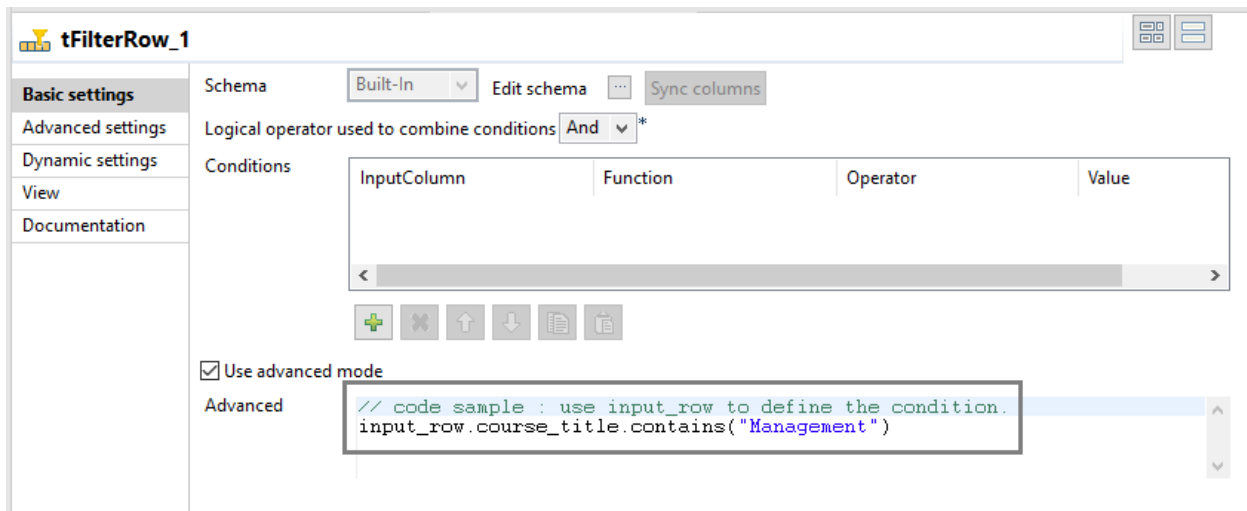 tFilterRow_1
Basic settings
Advanced settings
Dynamic settings
View
Documentation
Schema Built-In Edit schema ... Sync columns
Logical operator used to combine conditions And *
Conditions
InputColumn Function Operator Value
Use advanced mode
Advanced
// code sample : use input_row to define the condition.
input_row.course_title.contains("Management")